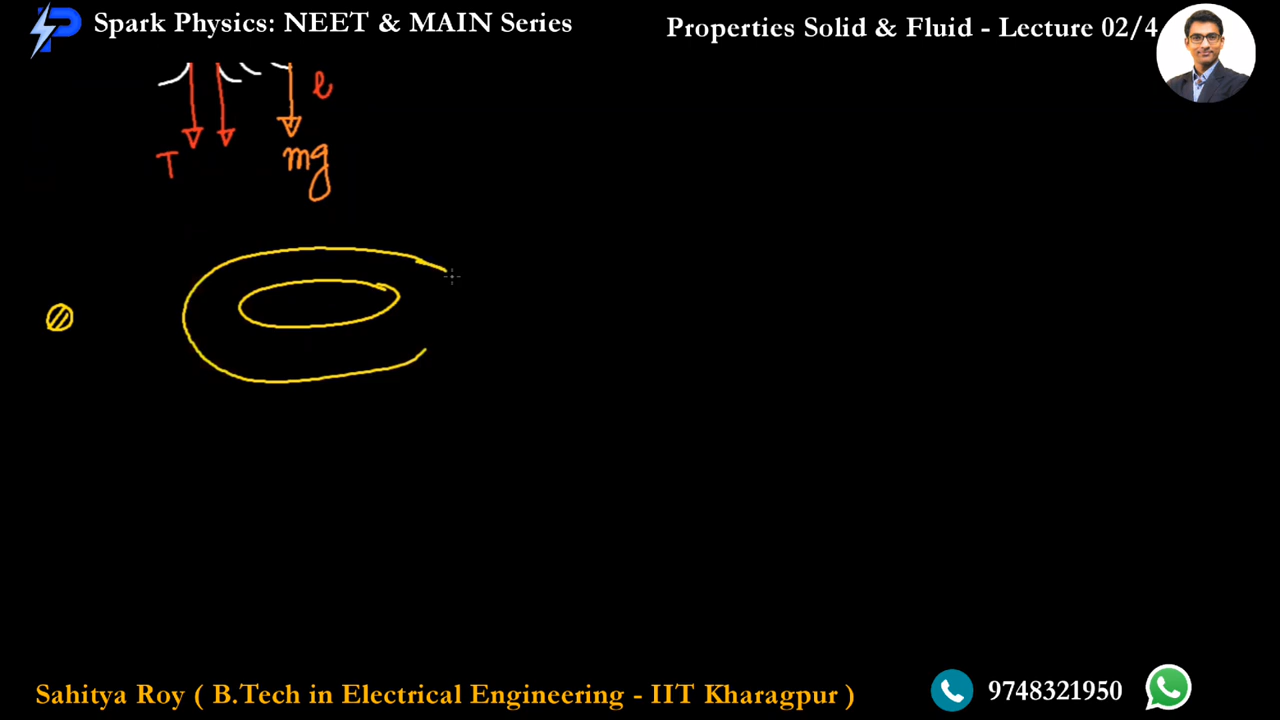 Spark Physics: NEET & MAIN Series
Properties Solid & Fluid - Lecture 02/4
l
T
mg
Sahitya Roy ( B.Tech in Electrical Engineering - IIT Kharagpur )
9748321950